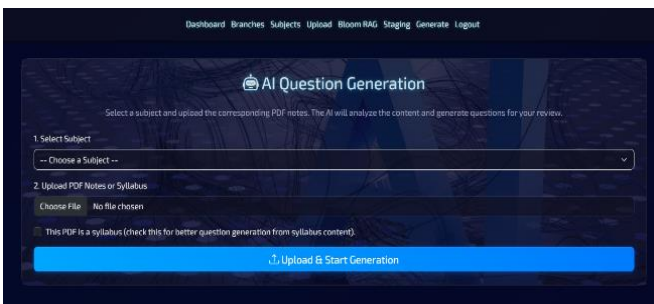 Dashboard Branches Subjects Upload Bloom RAG Staging Generate Logout
AI Question Generation
Select a subject and upload the corresponding PDF notes. The AI will analyze the content and generate questions for your review.
1. Select Subject
-- Choose a Subject --
2. Upload PDF Notes or Syllabus
Choose File No file chosen
This PDF is a syllabus (check this for better question generation from syllabus content).
Upload & Start Generation